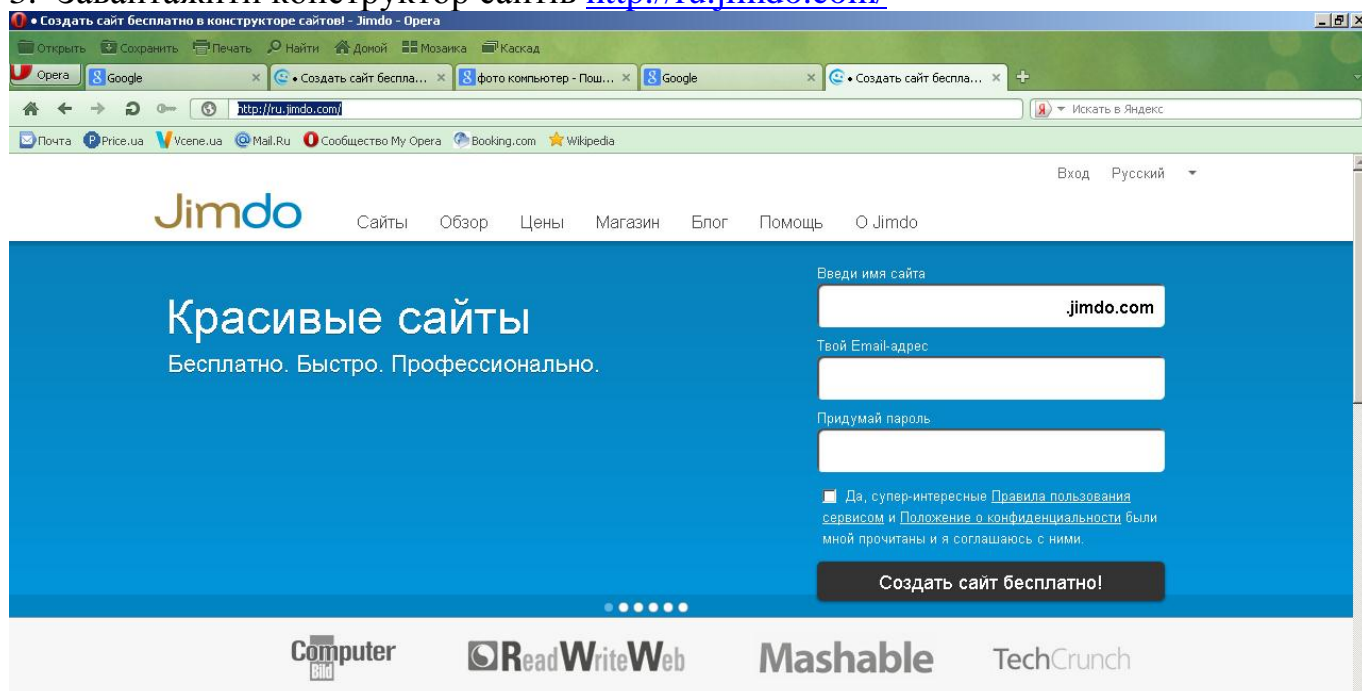 3. Завантажити конструктор сайтів http://ru.jimdo.com/
• Создать сайт бесплатно в конструкторе сайтов! - Jimdo - Opera
Открыть Сохранить Печать Найти Домой Мозаика Каскад
Opera Google • Создать сайт беспла... фото компьютер - Пош... Google • Создать сайт беспла...
http://ru.jimdo.com/ Искать в Яндекс
Почта Price.ua Vcene.ua Mail.Ru Сообщество My Opera Booking.com Wikipedia
Вход Русский
Jimdo Сайты Обзор Цены Магазин Блог Помощь О Jimdo
Введи имя сайта
.jimdo.com
Красивые сайты
Бесплатно. Быстро. Профессионально.
Твой Email-адрес
Придумай пароль
Да, супер-интересные Правила пользования
сервисом и Положение о конфиденциальности были
мной прочитаны и я соглашаюсь с ними.
Создать сайт бесплатно!
Computer Bild ReadWriteWeb Mashable TechCrunch